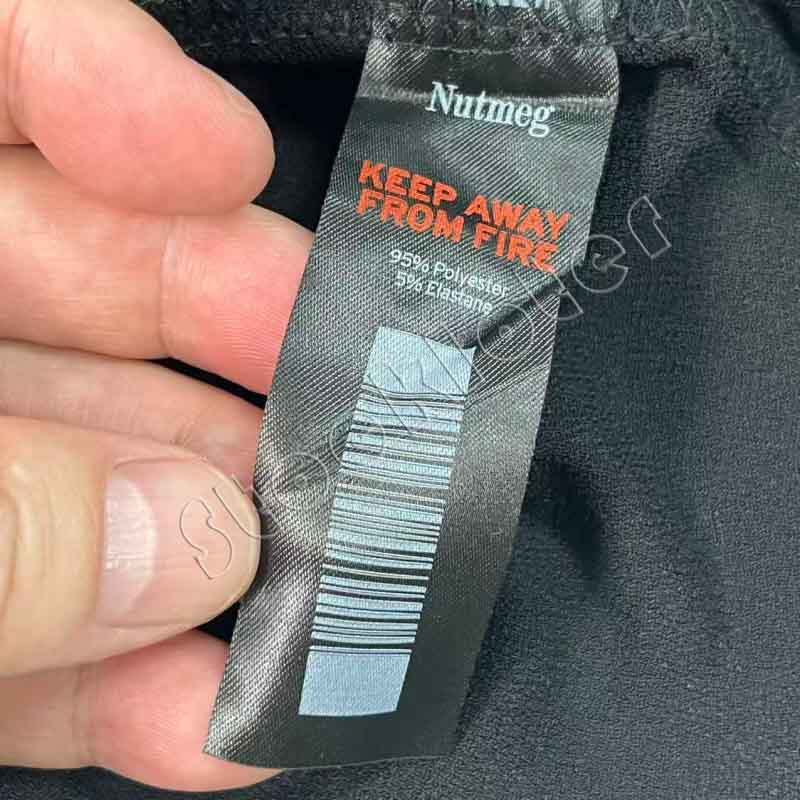 Nutmeg
KEEP AWAY
FROM FIRE
95% Polyester
5% Elastane